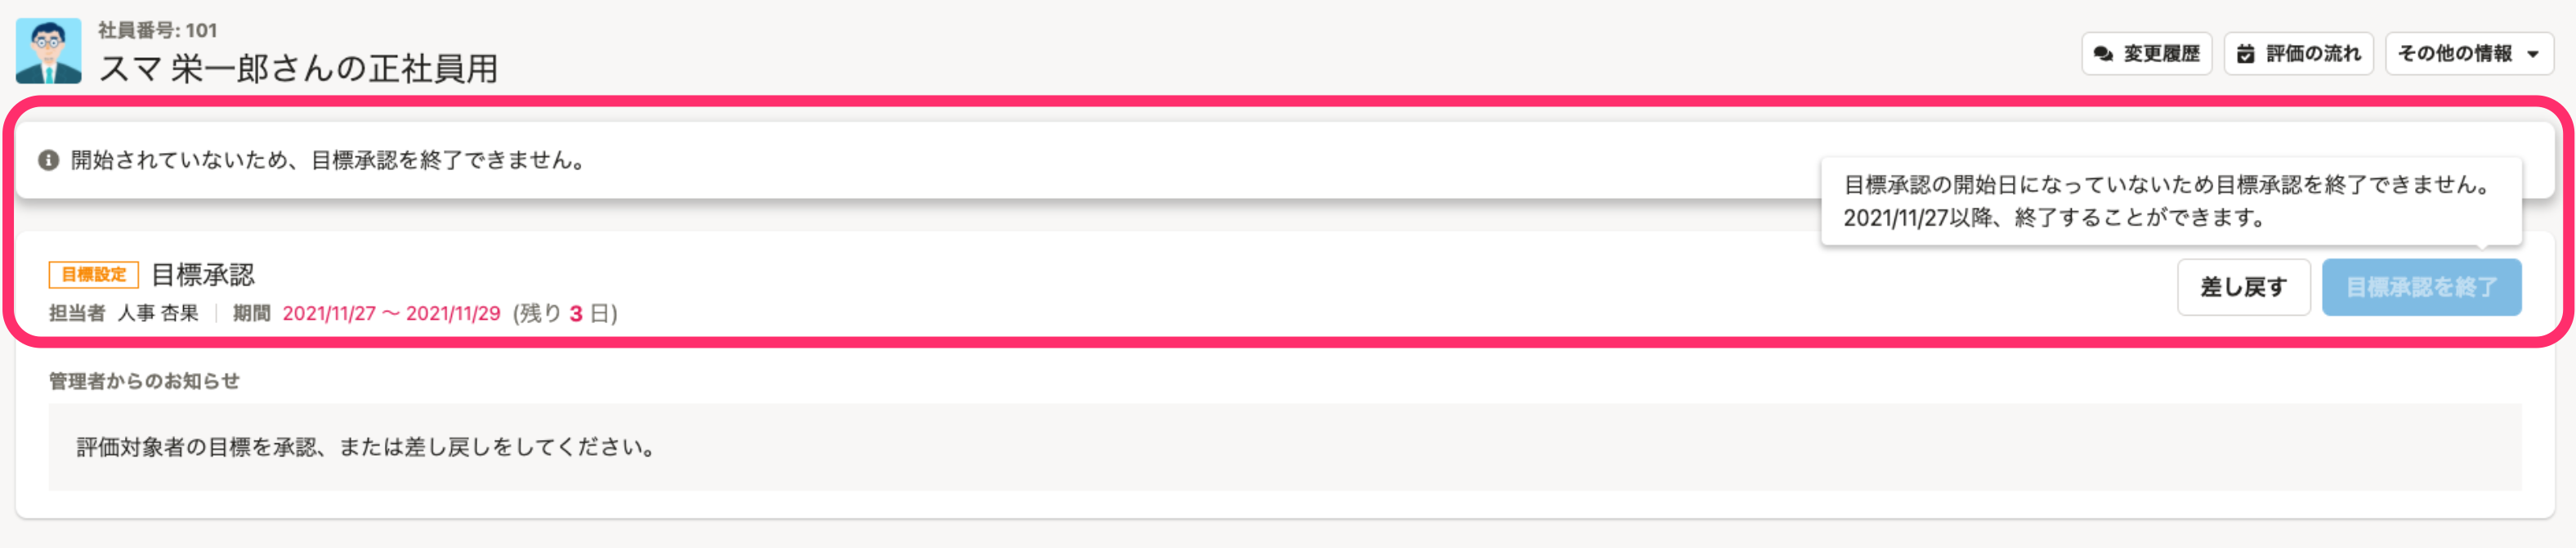 社員番号: 101
スマ 栄一郎さんの正社員用
変更履歴
評価の流れ
その他の情報
開始されていないため、目標承認を終了できません。
目標承認の開始日になっていないため目標承認を終了できません。
2021/11/27以降、終了することができます。
目標設定 目標承認
担当者 人事 杏果 期間 2021/11/27 〜 2021/11/29 (残り 3 日)
差し戻す
目標承認を終了
管理者からのお知らせ
評価対象者の目標を承認、または差し戻しをしてください。